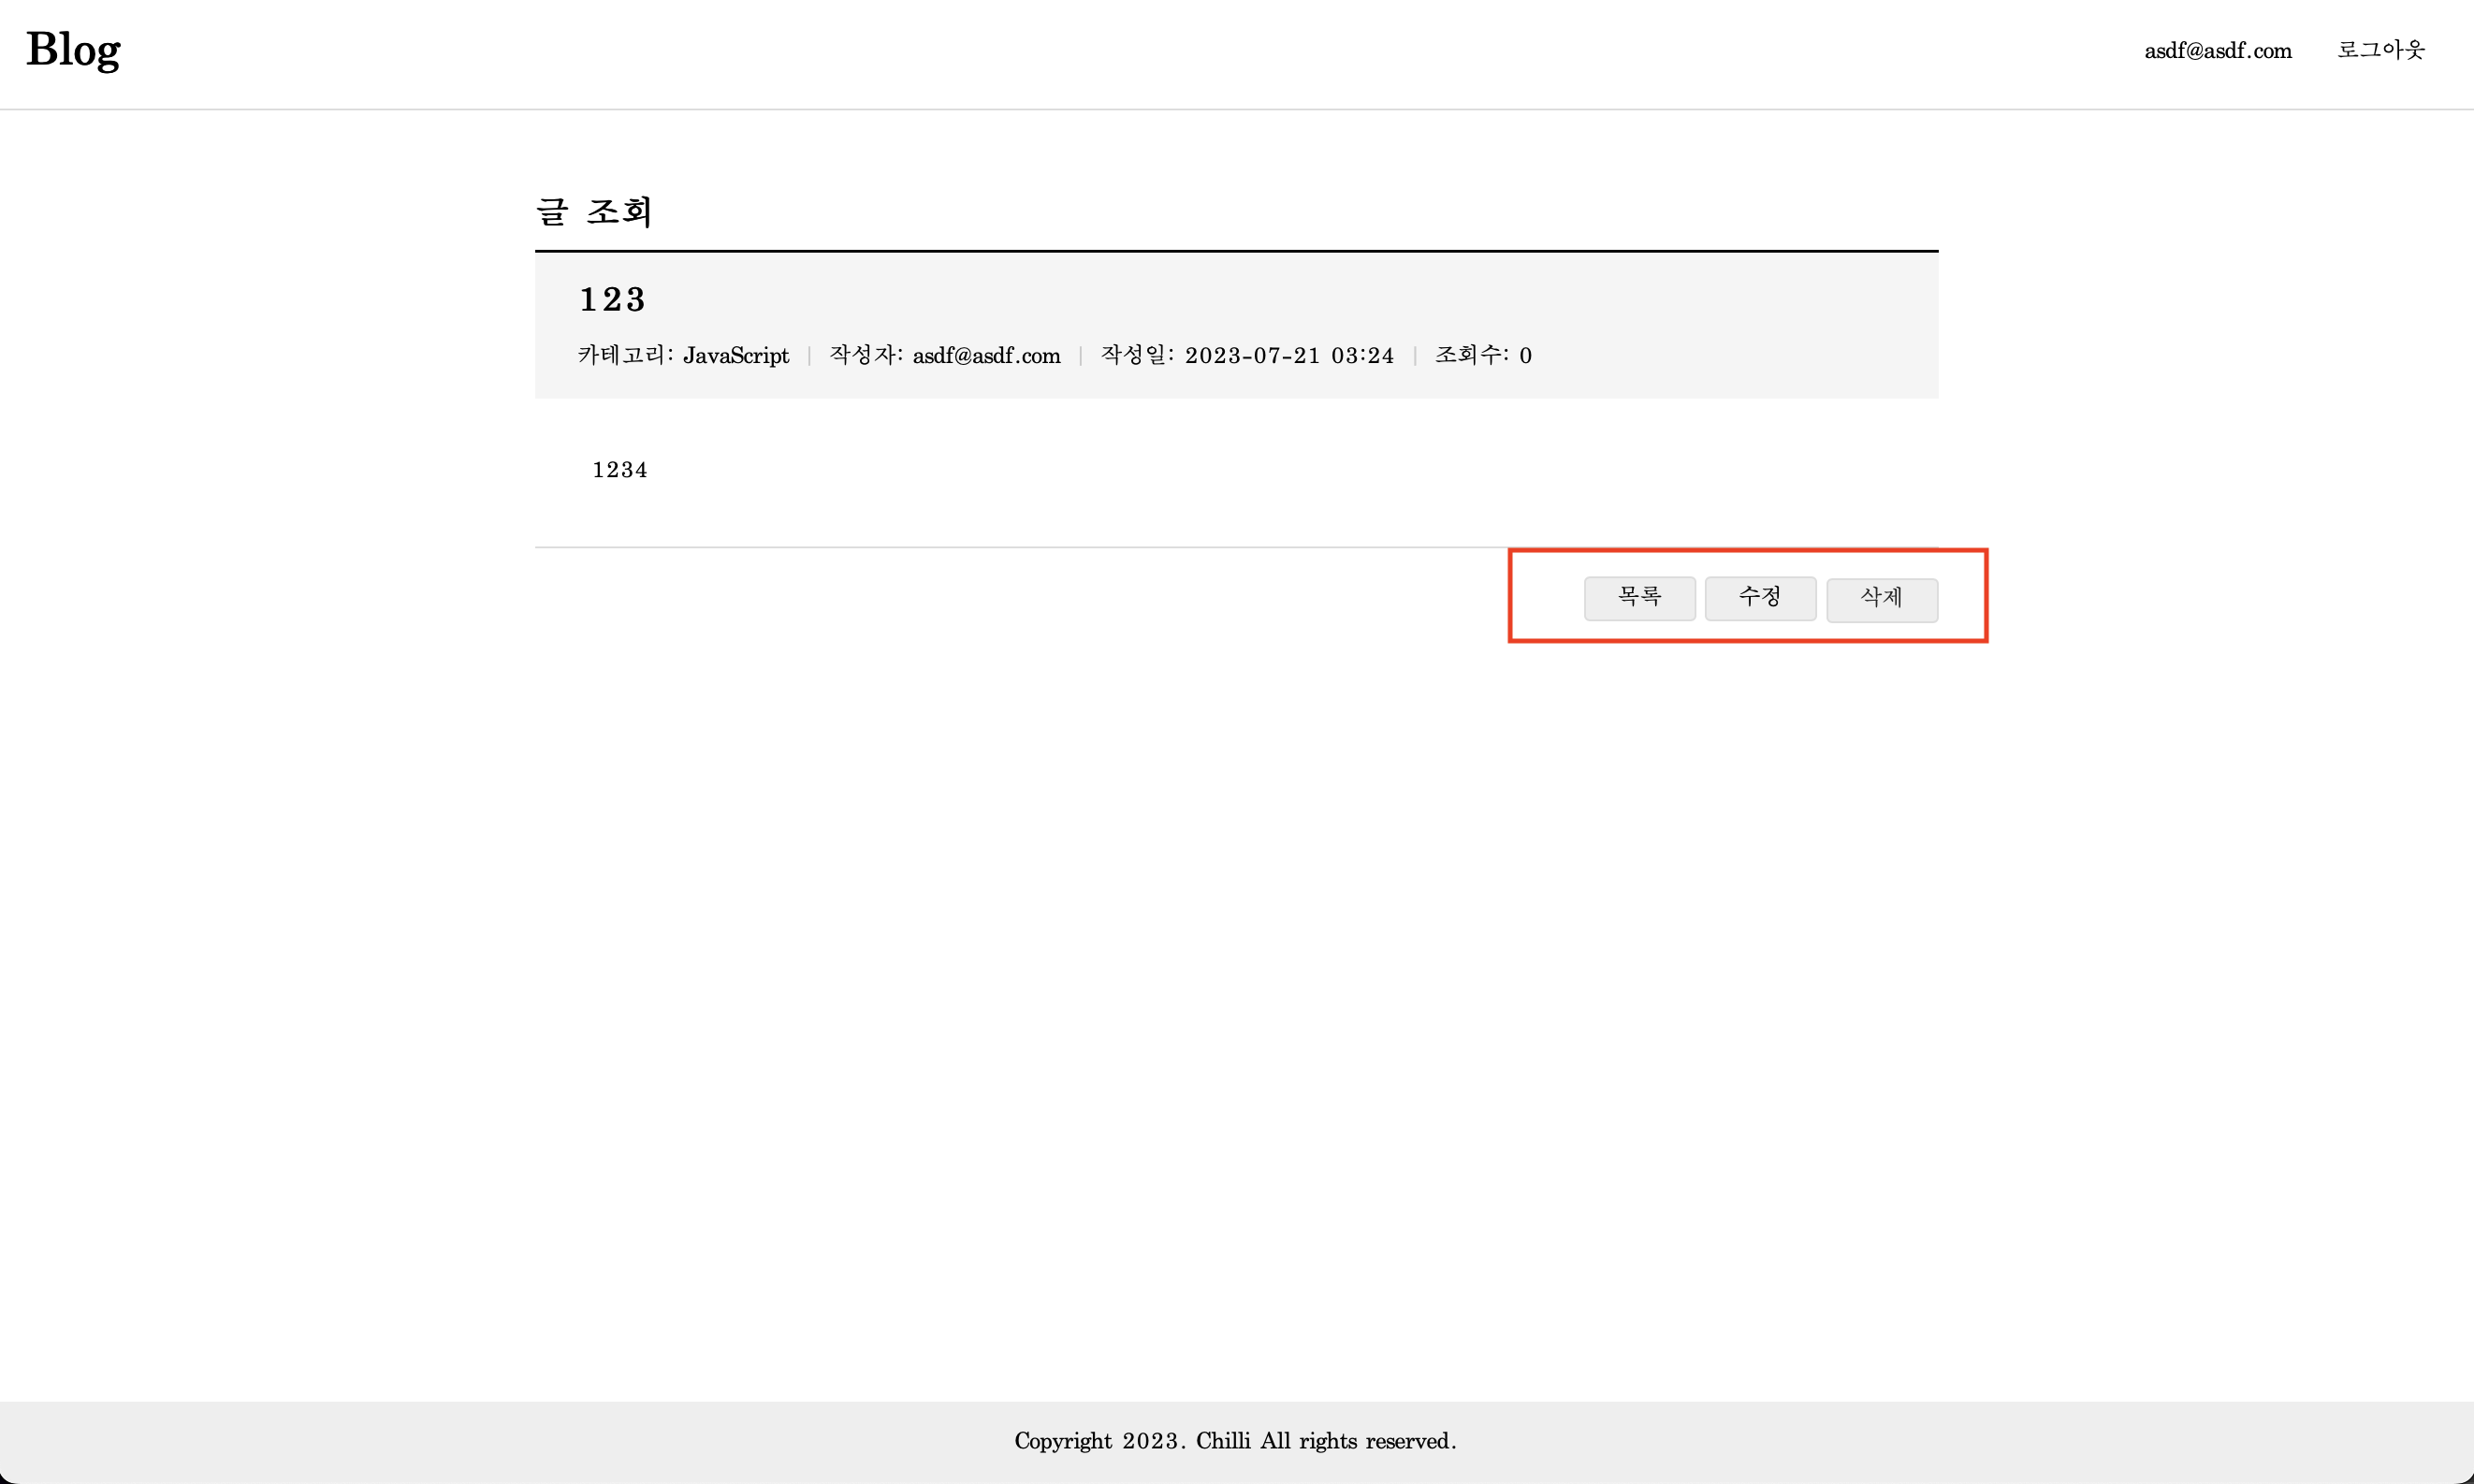 Blog
asdf@asdf.com 로그아웃
글 조회
123
카테고리: JavaScript | 작성자: asdf@asdf.com | 작성일: 2023-07-21 03:24 | 조회수: 0
1234
목록 수정 삭제
Copyright 2023. Chilli All rights reserved.